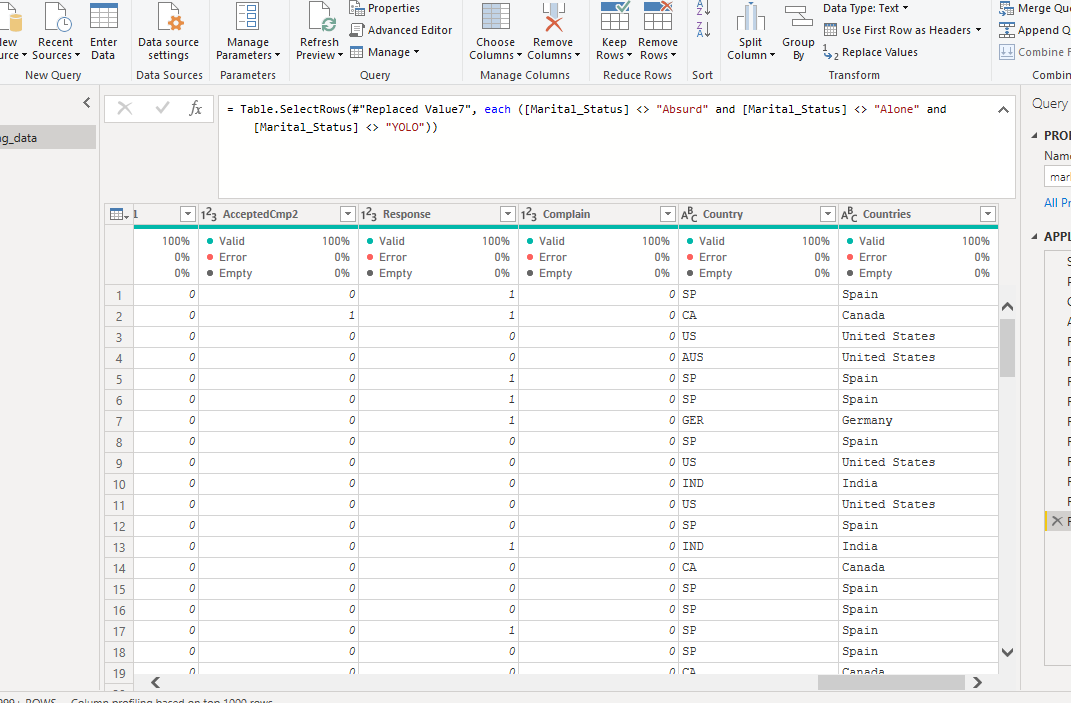 Properties
Advanced Editor
Manage
Recent Sources
Enter Data
New Query
Data source settings
Data Sources
Manage Parameters
Parameters
Refresh Preview
Query
Choose Columns
Remove Columns
Manage Columns
Keep Rows
Remove Rows
Reduce Rows
Sort
Split Column
Group By
Data Type: Text
Use First Row as Headers
Replace Values
Transform
Merge
Append
Combine
= Table.SelectRows(#"Replaced Value7", each ([Marital_Status] <> "Absurd" and [Marital_Status] <> "Alone" and
[Marital_Status] <> "YOLO"))
Query
AcceptedCmp2 Response Complain Country Countries
100% Valid 100% Valid 100% Valid 100% Valid 100% Valid 100%
0% Error 0% Error 0% Error 0% Error 0% Error 0%
0% Empty 0% Empty 0% Empty 0% Empty 0% Empty 0%
1 0 0 1 0 SP Spain
2 0 1 1 0 CA Canada
3 0 0 0 0 US United States
4 0 0 0 0 AUS United States
5 0 0 1 0 SP Spain
6 0 0 1 0 SP Spain
7 0 0 1 0 GER Germany
8 0 0 0 0 SP Spain
9 0 0 0 0 US United States
10 0 0 0 0 IND India
11 0 0 0 0 US United States
12 0 0 0 0 SP Spain
13 0 0 1 0 IND India
14 0 0 0 0 CA Canada
15 0 0 0 0 SP Spain
16 0 0 0 0 SP Spain
17 0 0 1 0 SP Spain
18 0 0 0 0 SP Spain
19 0 0 0 0 CA Canada
ROWS Column profiling based on top 1000 rows